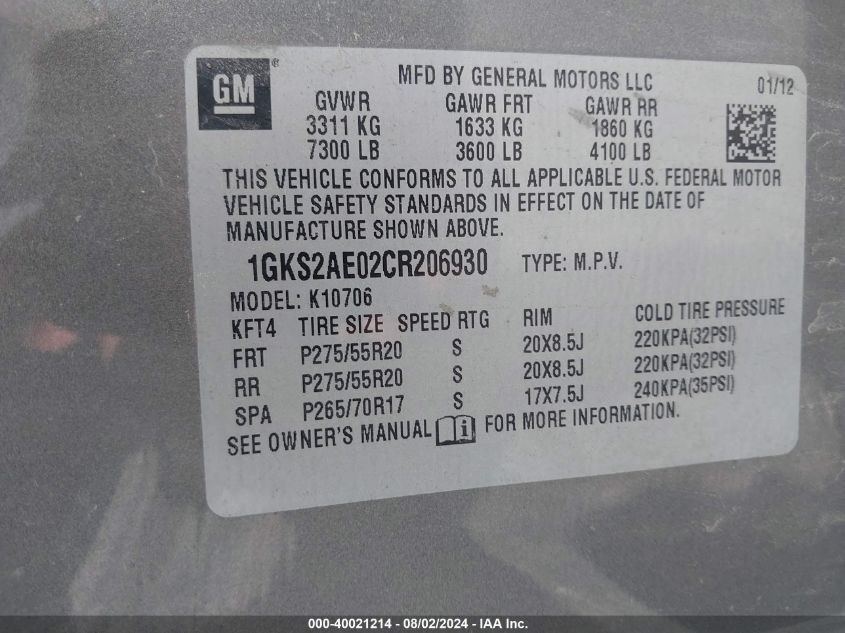 GM ®
MFD BY GENERAL MOTORS LLC 01/12
GVWR GAWR FRT GAWR RR
3311 KG 1633 KG 1860 KG
7300 LB 3600 LB 4100 LB
THIS VEHICLE CONFORMS TO ALL APPLICABLE U.S. FEDERAL MOTOR
VEHICLE SAFETY STANDARDS IN EFFECT ON THE DATE OF
MANUFACTURE SHOWN ABOVE.
1GKS2AE02CR206930 TYPE: M.P.V.
MODEL: K10706
KFT4 TIRE SIZE SPEED RTG RIM COLD TIRE PRESSURE
FRT P275/55R20 S 20X8.5J 220KPA(32PSI)
RR P275/55R20 S 20X8.5J 220KPA(32PSI)
SPA P265/70R17 S 17X7.5J 240KPA(35PSI)
SEE OWNER'S MANUAL i FOR MORE INFORMATION.
000-40021214 - 08/02/2024 - IAA Inc.